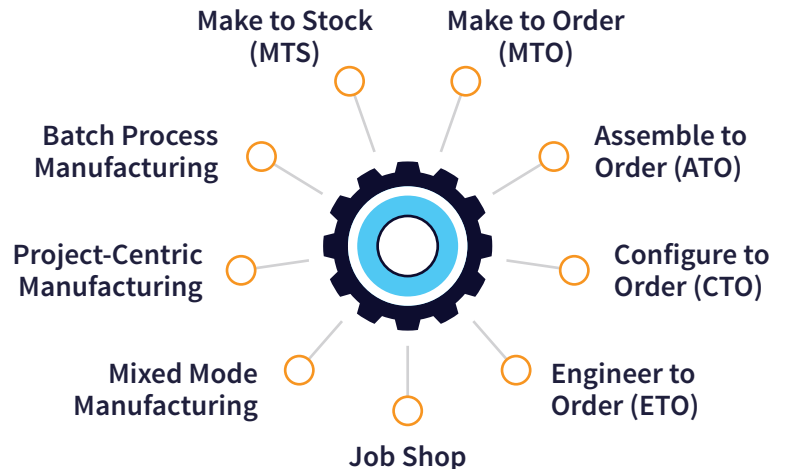 Make to Stock
(MTS)
Make to Order
(MTO)
Assemble to
Order (ATO)
Configure to
Order (CTO)
Engineer to
Order (ETO)
Job Shop
Mixed Mode
Manufacturing
Project-Centric
Manufacturing
Batch Process
Manufacturing